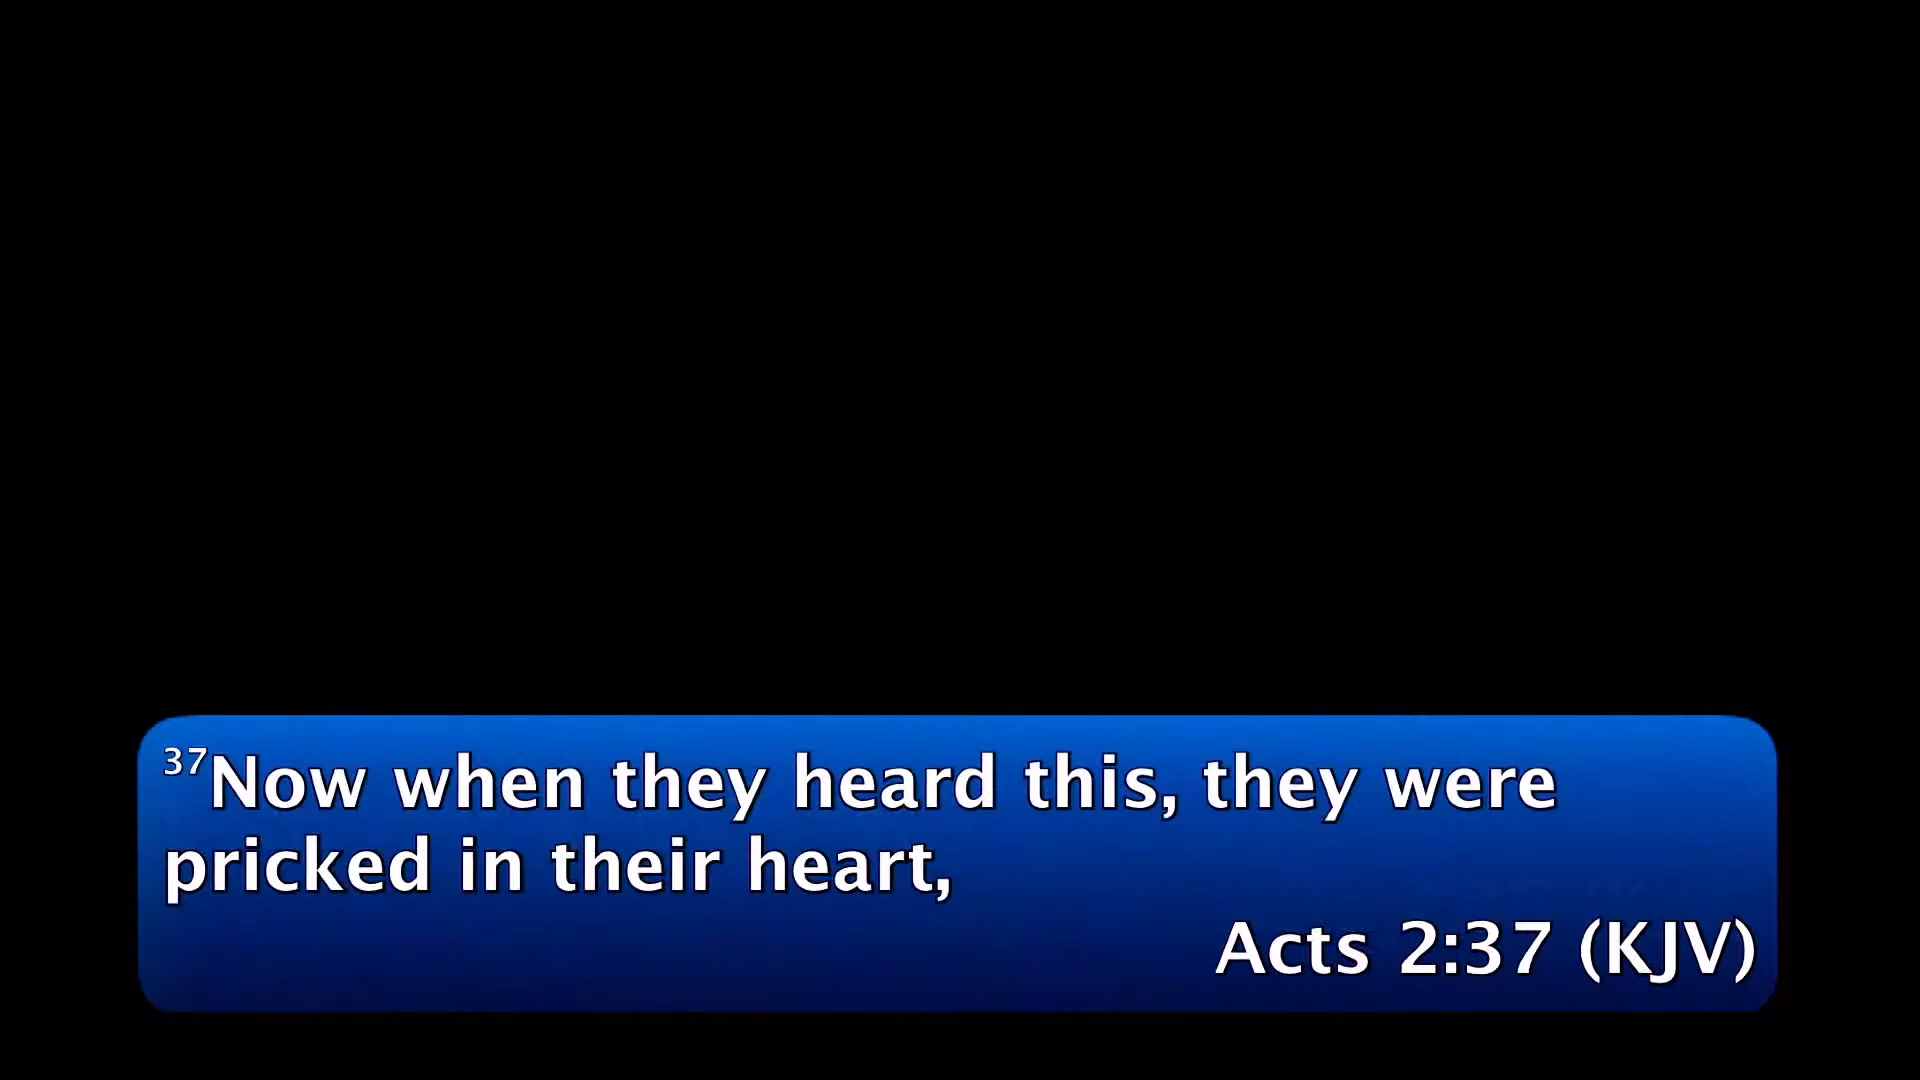 37Now when they heard this, they were
pricked in their heart,
Acts 2:37 (KJV)